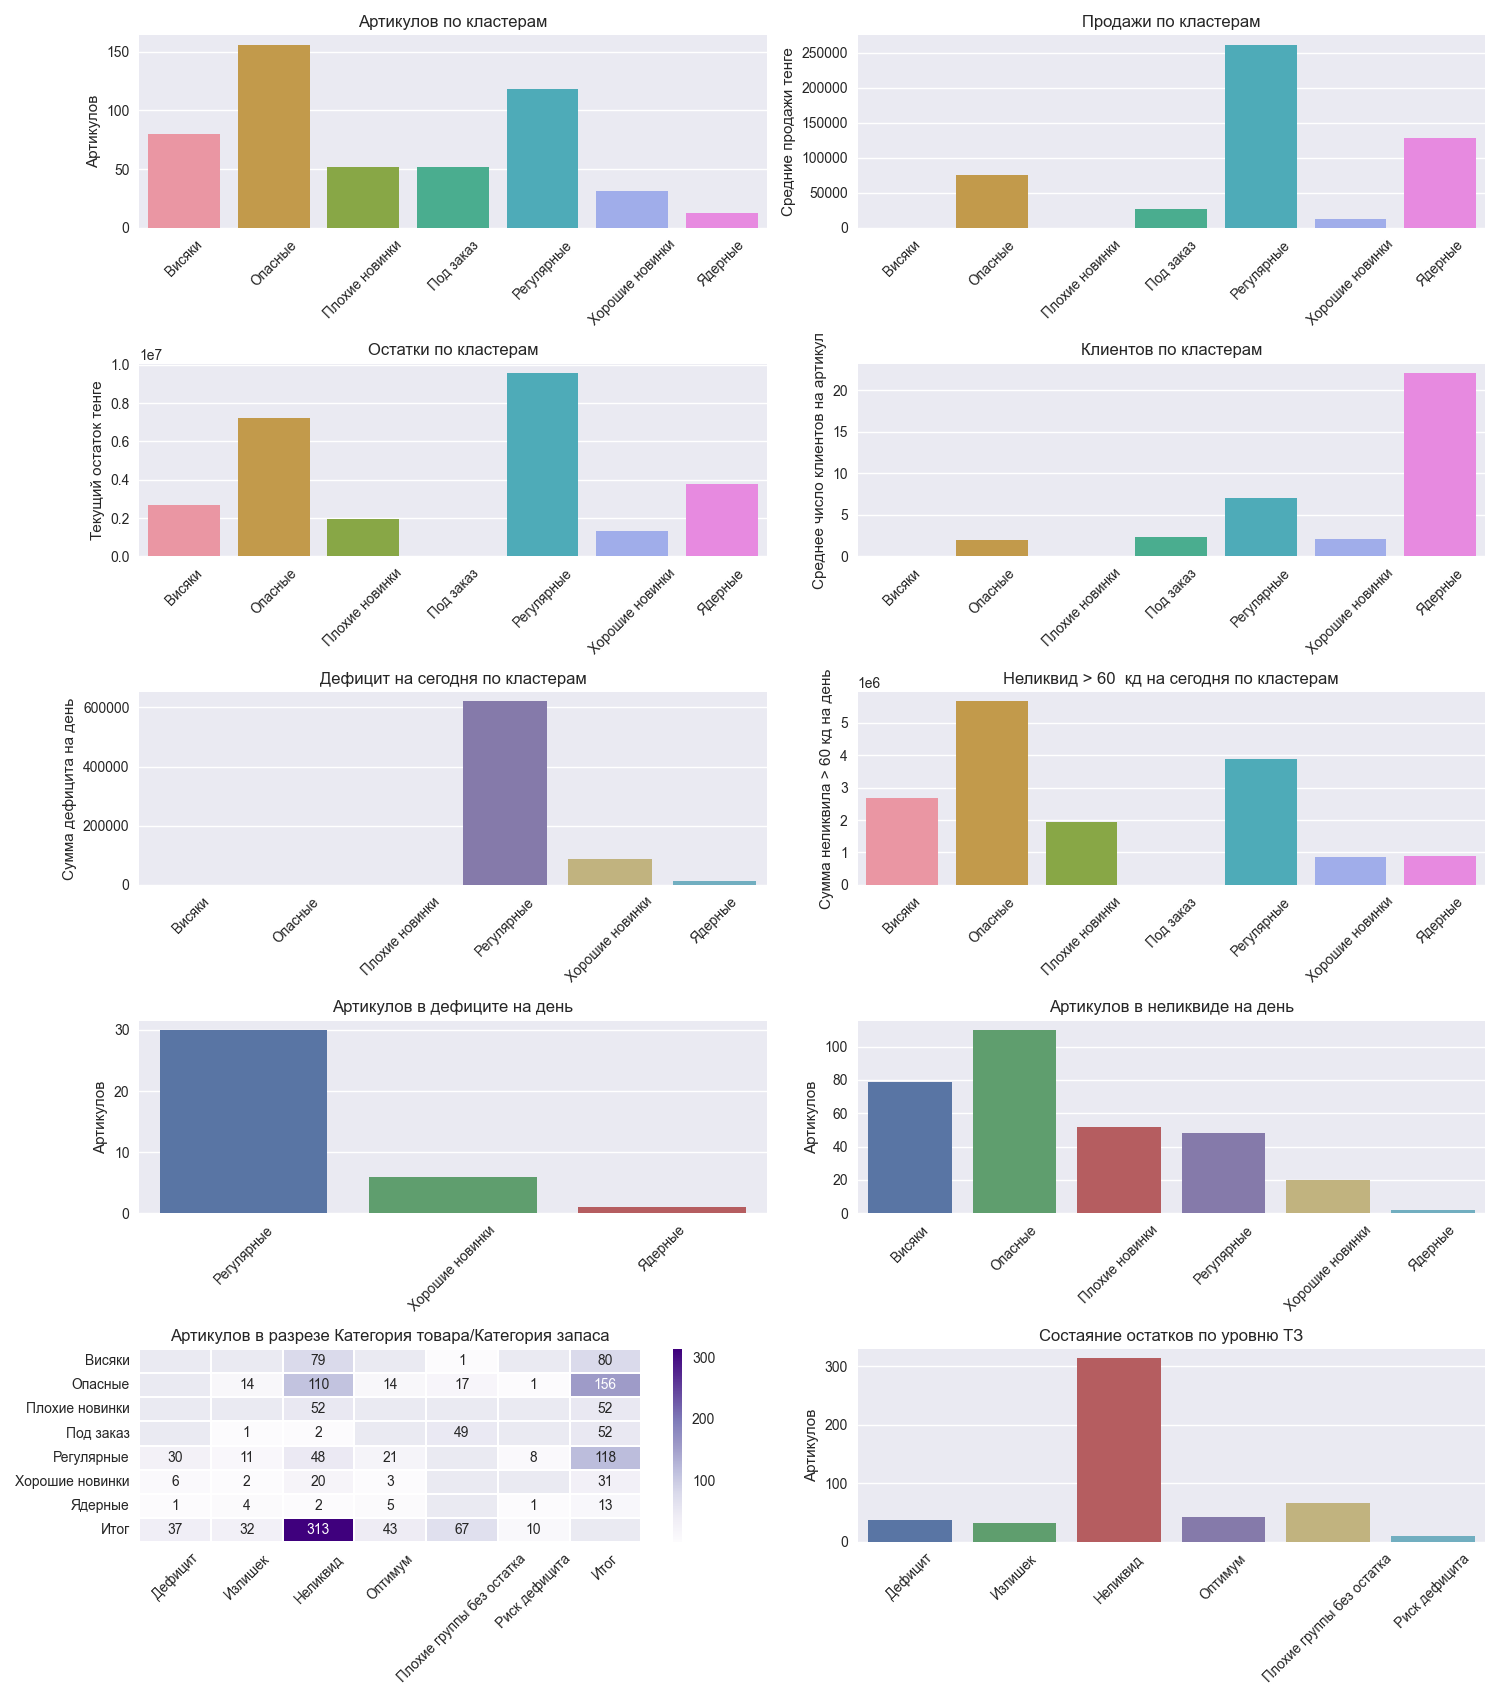 Артикулов по кластерам
Артикулов
150
100
50
0
Висяки
Опасные
Плохие новинки
Под заказ
Регулярные
Хорошие новинки
Ядерные
Продажи по кластерам
Средние продажи тенге
250000
200000
150000
100000
50000
0
Висяки
Опасные
Плохие новинки
Под заказ
Регулярные
Хорошие новинки
Ядерные
Остатки по кластерам
1e7
Текущий остаток тенге
1.0
0.8
0.6
0.4
0.2
0.0
Висяки
Опасные
Плохие новинки
Под заказ
Регулярные
Хорошие новинки
Ядерные
Клиентов по кластерам
Среднее число клиентов на артикул
20
15
10
5
0
Висяки
Опасные
Плохие новинки
Под заказ
Регулярные
Хорошие новинки
Ядерные
Дефицит на сегодня по кластерам
Сумма дефицита на день
600000
400000
200000
0
Висяки
Опасные
Плохие новинки
Регулярные
Хорошие новинки
Ядерные
Неликвид > 60  кд на сегодня по кластерам
1e6
Сумма неликвила > 60 кд на день
5
4
3
2
1
0
Висяки
Опасные
Плохие новинки
Под заказ
Регулярные
Хорошие новинки
Ядерные
Артикулов в дефиците на день
Артикулов
30
20
10
0
Регулярные
Хорошие новинки
Ядерные
Артикулов в неликвиде на день
Артикулов
100
80
60
40
20
0
Висяки
Опасные
Плохие новинки
Регулярные
Хорошие новинки
Ядерные
Артикулов в разрезе Категория товара/Категория запаса
Висяки 79 1 80
Опасные 14 110 14 17 1 156
Плохие новинки 52 52
Под заказ 1 2 49 52
Регулярные 30 11 48 21 8 118
Хорошие новинки 6 2 20 3 31
Ядерные 1 4 2 5 1 13
Итог 37 32 313 43 67 10
Дефицит
Излишек
Неликвид
Оптимум
Плохие группы без остатка
Риск дефицита
Итог
300
200
100
Состаяние остатков по уровню ТЗ
Артикулов
300
200
100
0
Дефицит
Излишек
Неликвид
Оптимум
Плохие группы без остатка
Риск дефицита